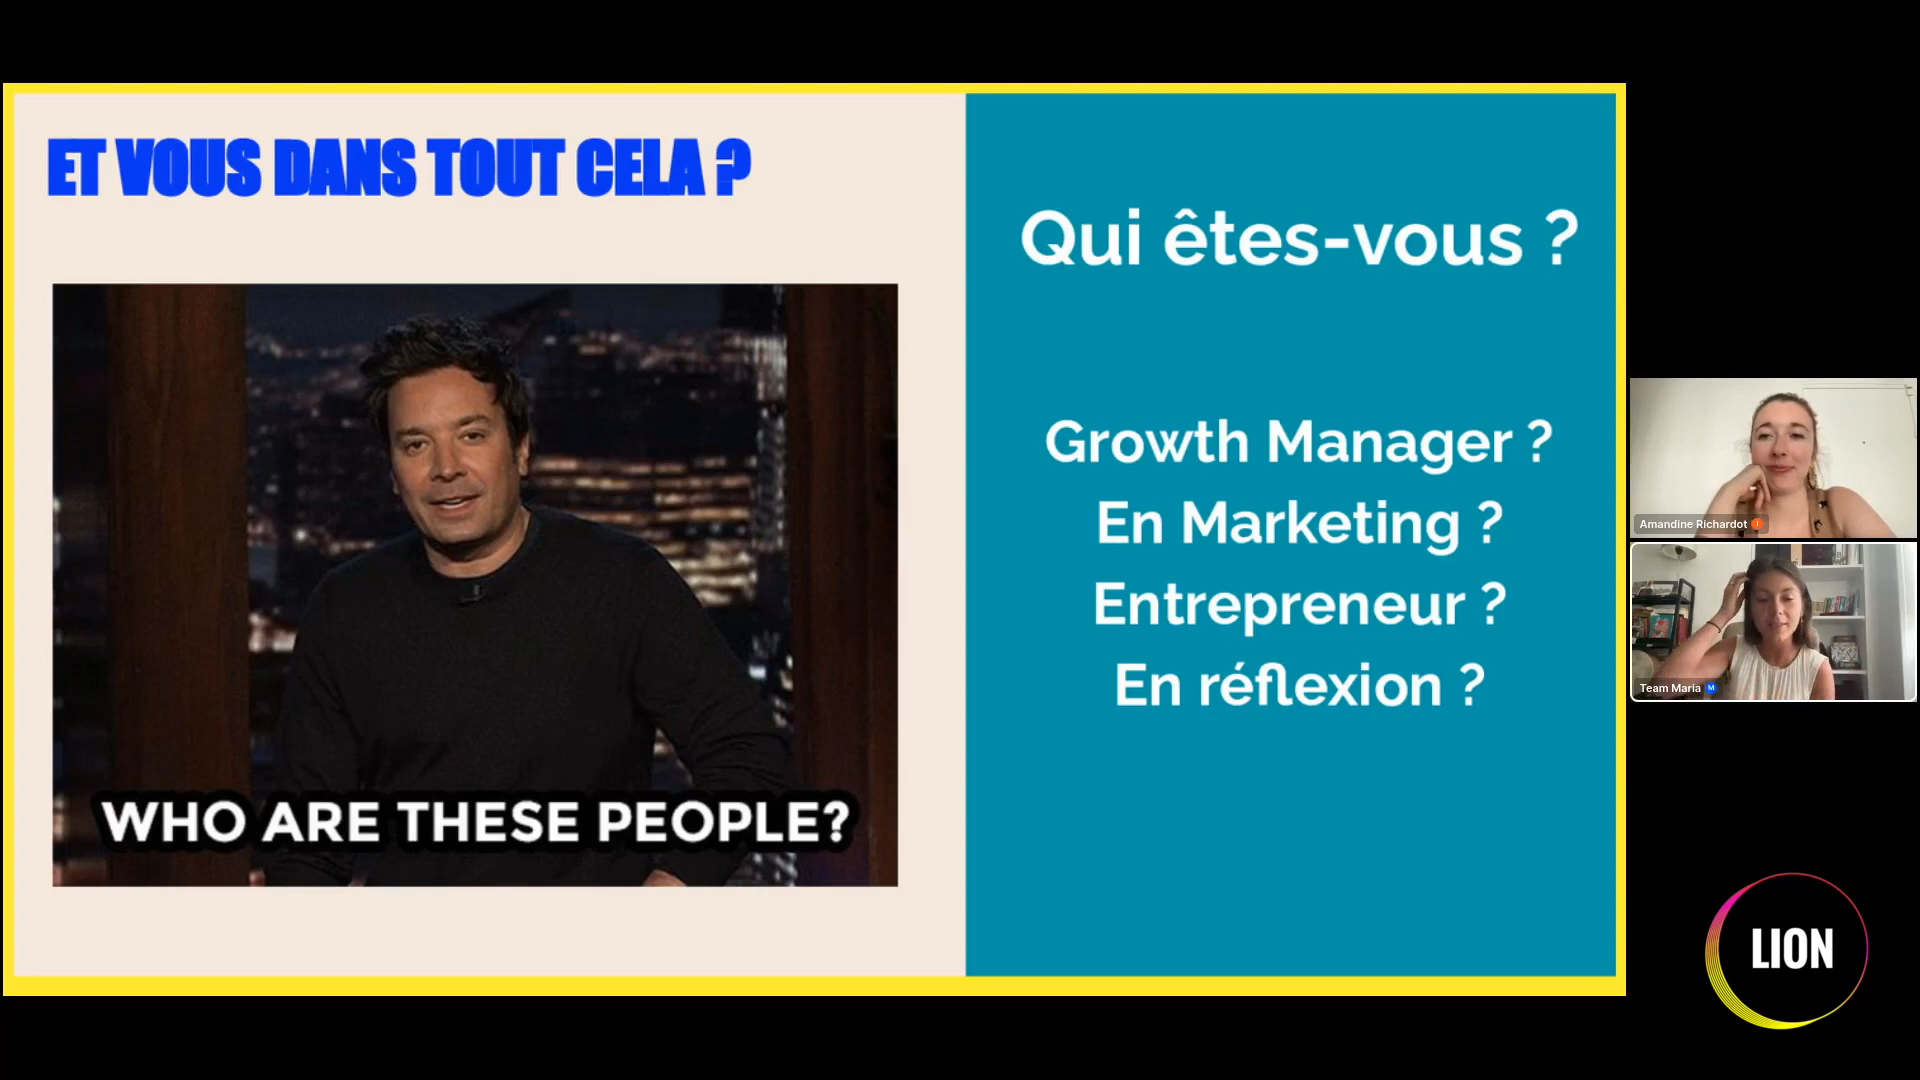 ET VOUS DANS TOUT CELA ?
WHO ARE THESE PEOPLE?
Qui êtes-vous ?
Growth Manager ?
En Marketing ?
Entrepreneur ?
En réflexion ?
Amandine Richardot
Team Maria M
LION